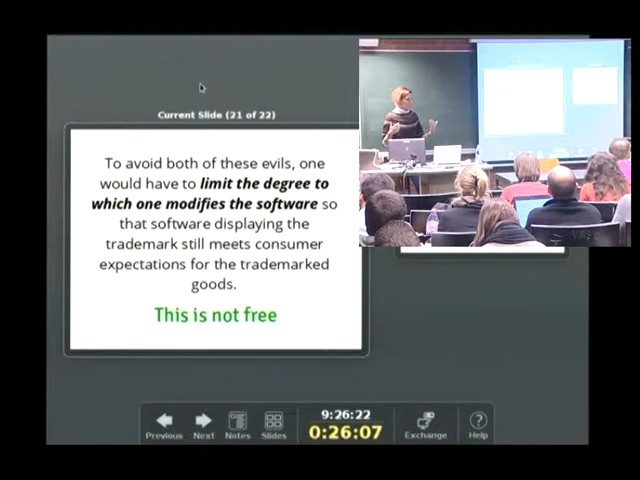 Current Slide (21 of 22)
To avoid both of these evils, one
would have to limit the degree to
which one modifies the software so
that software displaying the
trademark still meets consumer
expectations for the trademarked
goods.
This is not free
Previous
Next
Notes
Slides
9:26:22
0:26:07
Exchange
Help